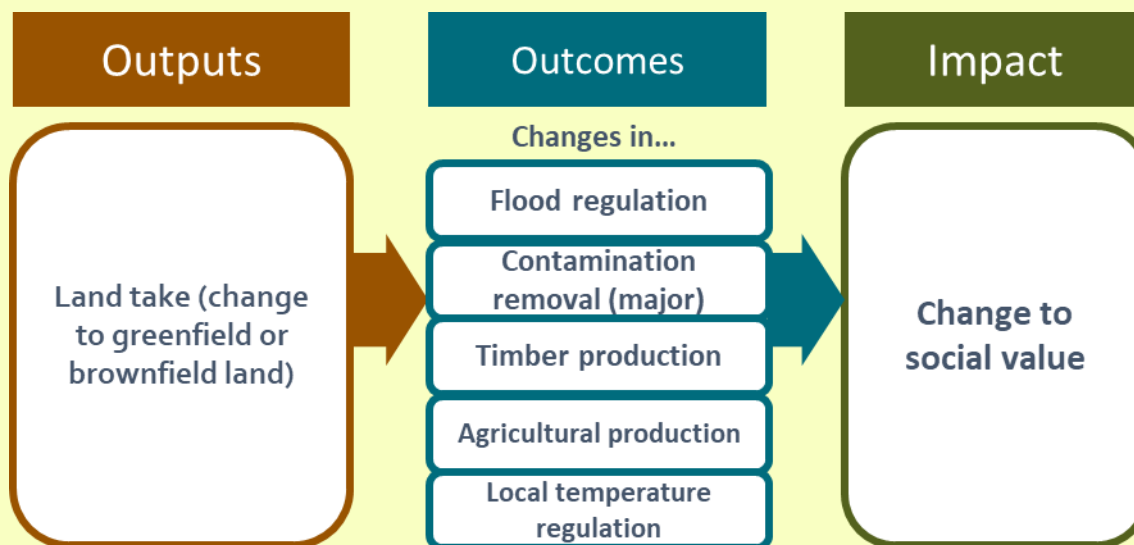 Outputs
Outcomes
Impact
Land take (change
to greenfield or
brownfield land)
Changes in...
Flood regulation
Contamination
removal (major)
Timber production
Agricultural production
Local temperature
regulation
Change to
social value